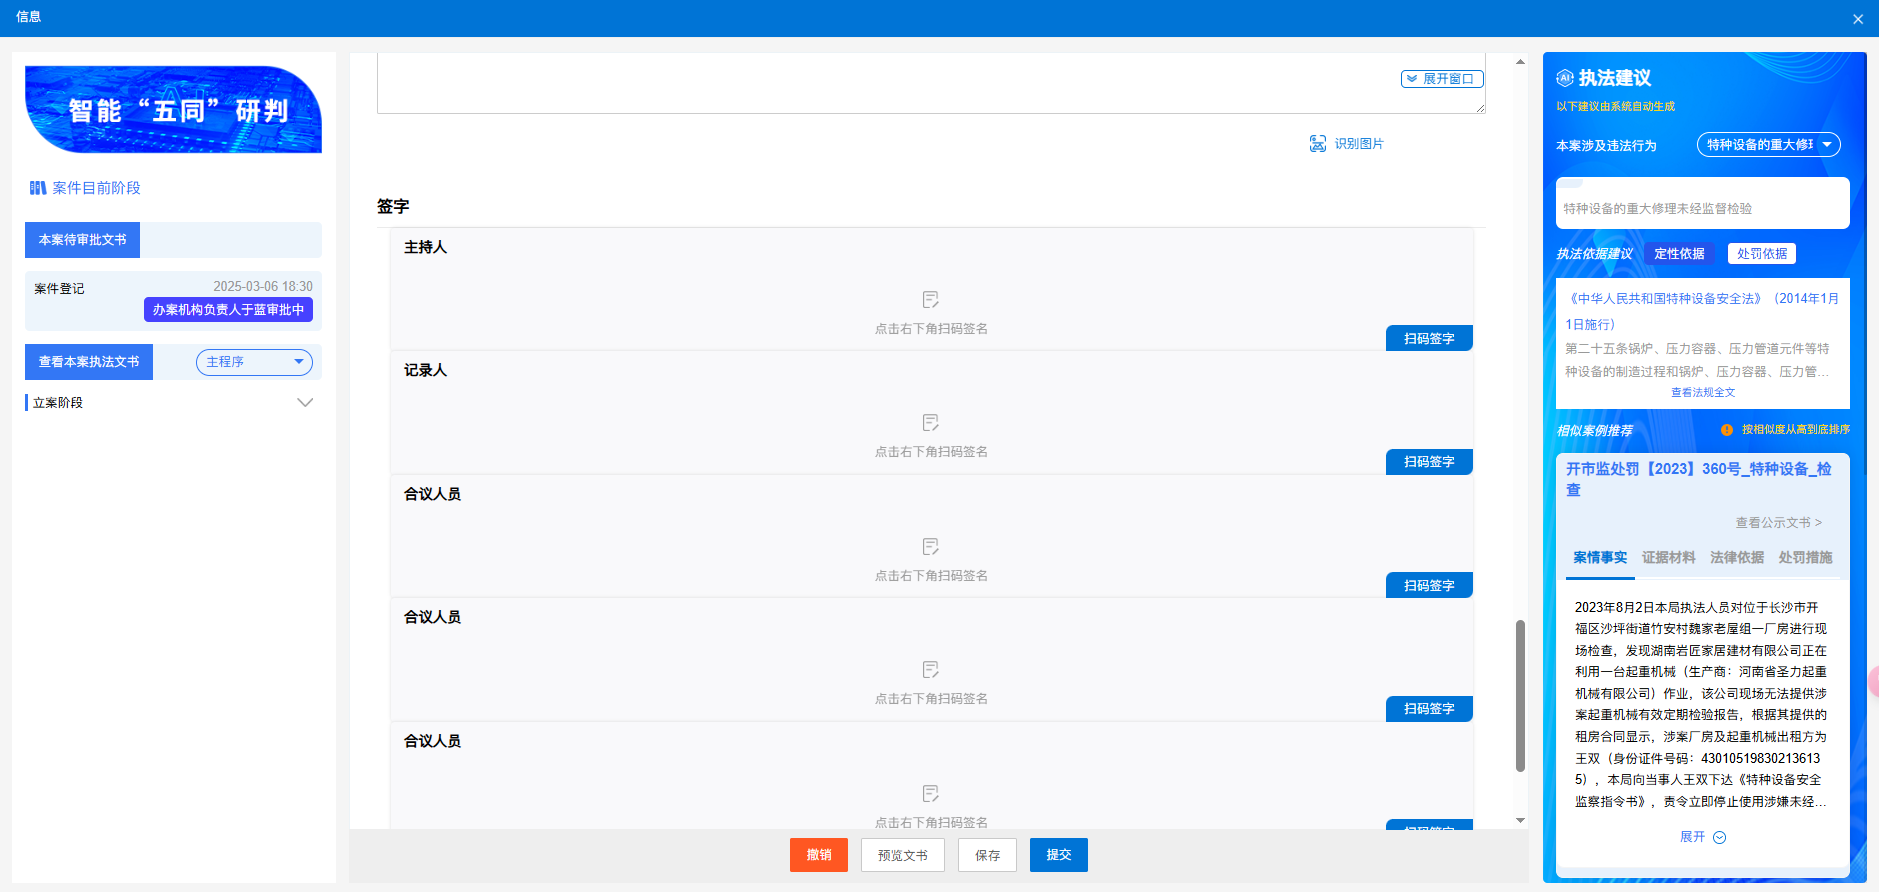 信息
智能“五同”研判
案件目前阶段
本案待审批文书
案件登记
2025-03-06 18:30
办案机构负责人于蓝审批中
查看本案执法文书
主程序
立案阶段
展开窗口
识别图片
签字
主持人
点击右下角扫码签名
扫码签字
记录人
点击右下角扫码签名
扫码签字
合议人员
点击右下角扫码签名
扫码签字
合议人员
点击右下角扫码签名
扫码签字
合议人员
点击右下角扫码签名
扫码签字
撤销
预览文书
保存
提交
AI 执法建议
以下建议由系统自动生成
本案涉及违法行为
特种设备的重大修
特种设备的重大修理未经监督检验
执法依据建议
定性依据
处罚依据
《中华人民共和国特种设备安全法》（2014年1月
1日施行）
第二十五条锅炉、压力容器、压力管道元件等特
种设备的制造过程和锅炉、压力容器、压力管...
查看法规全文
相似案例推荐
按相似度从高到底排序
开市监处罚【2023】360号_特种设备_检
查
查看公示文书 >
案情事实
证据材料
法律依据
处罚措施
2023年8月2日本局执法人员对位于长沙市开
福区沙坪街道竹安村魏家老屋组一厂房进行现
场检查，发现湖南岩匠家居建材有限公司正在
利用一台起重机械（生产商：河南省圣力起重
机械有限公司）作业，该公司现场无法提供涉
案起重机械有效定期检验报告，根据其提供的
租房合同显示，涉案厂房及起重机械出租方为
王双（身份证件号码：43010519830213613
5），本局向当事人王双下达《特种设备安全
监察指令书》，责令立即停止使用涉嫌未经...
展开